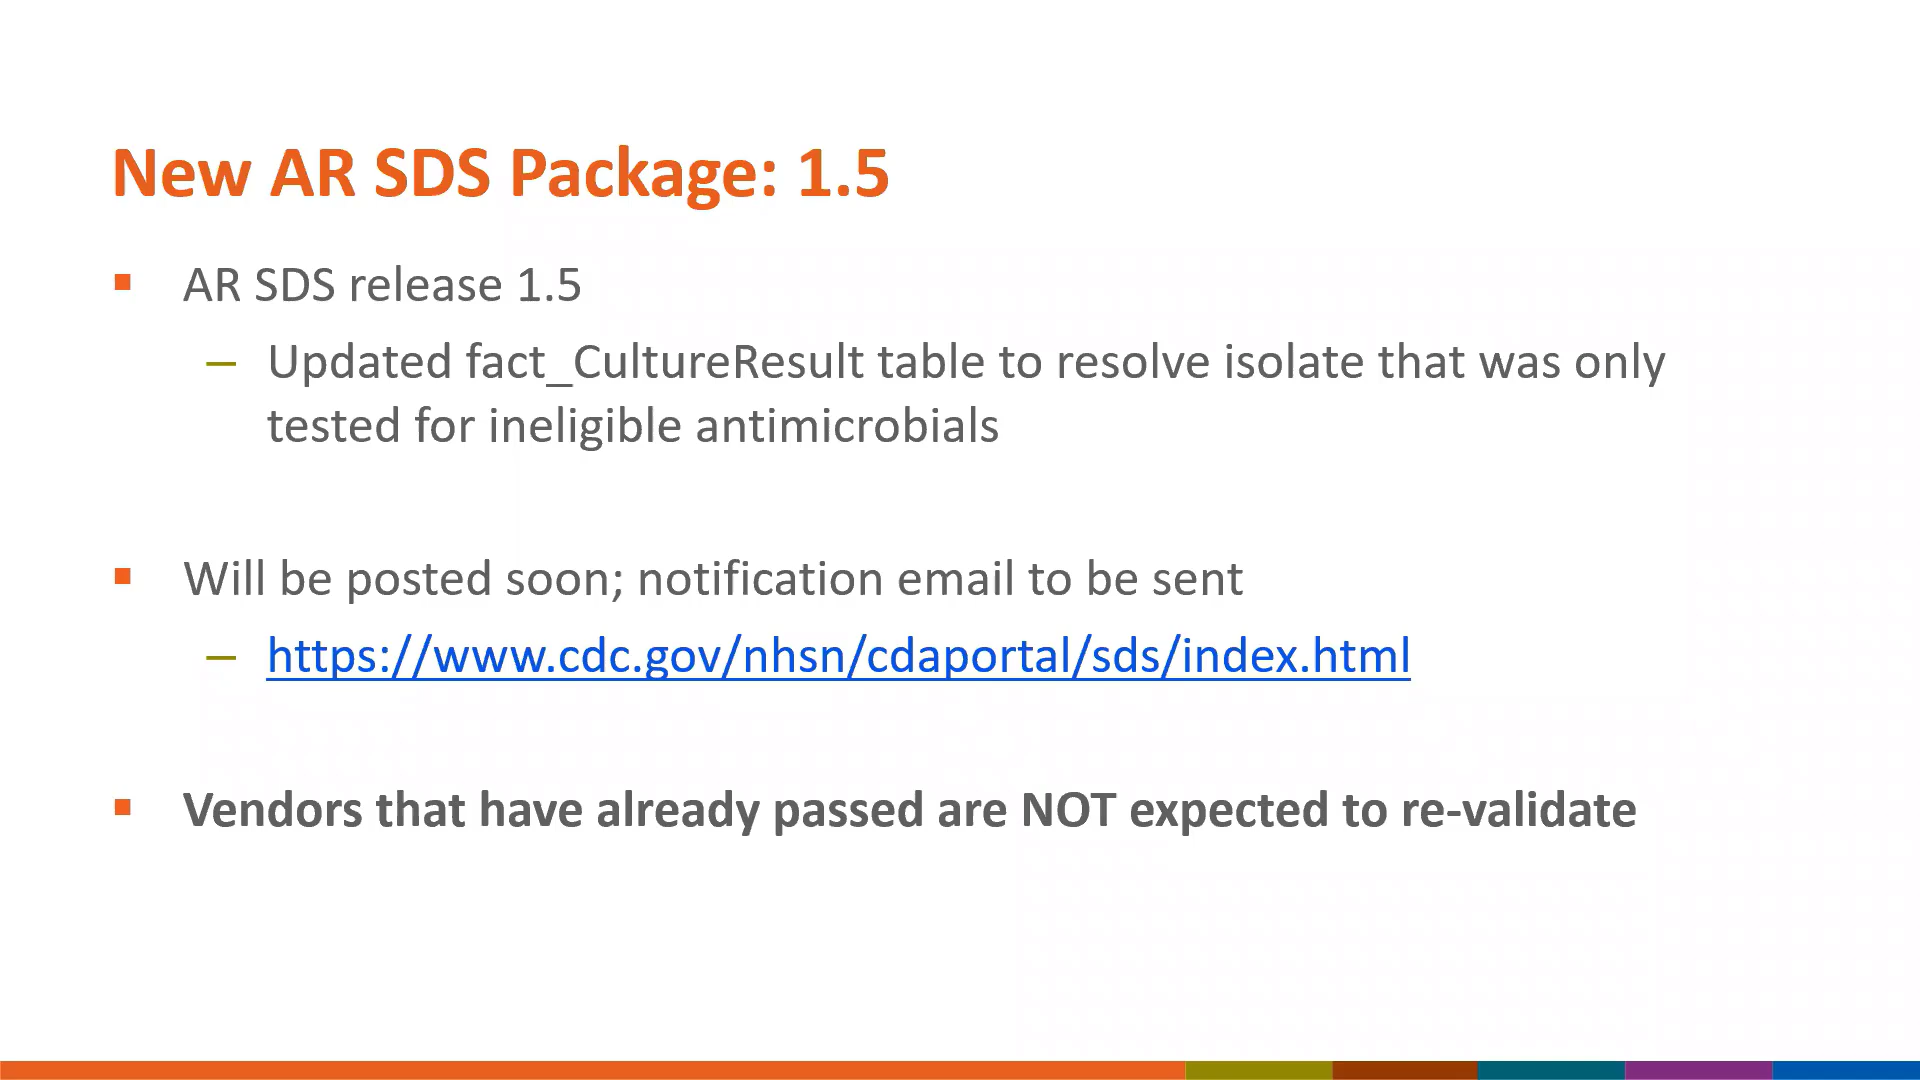 New AR SDS Package: 1.5
AR SDS release 1.5
– Updated fact_CultureResult table to resolve isolate that was only
tested for ineligible antimicrobials
Will be posted soon; notification email to be sent
– https://www.cdc.gov/nhsn/cdaportal/sds/index.html
Vendors that have already passed are NOT expected to re-validate